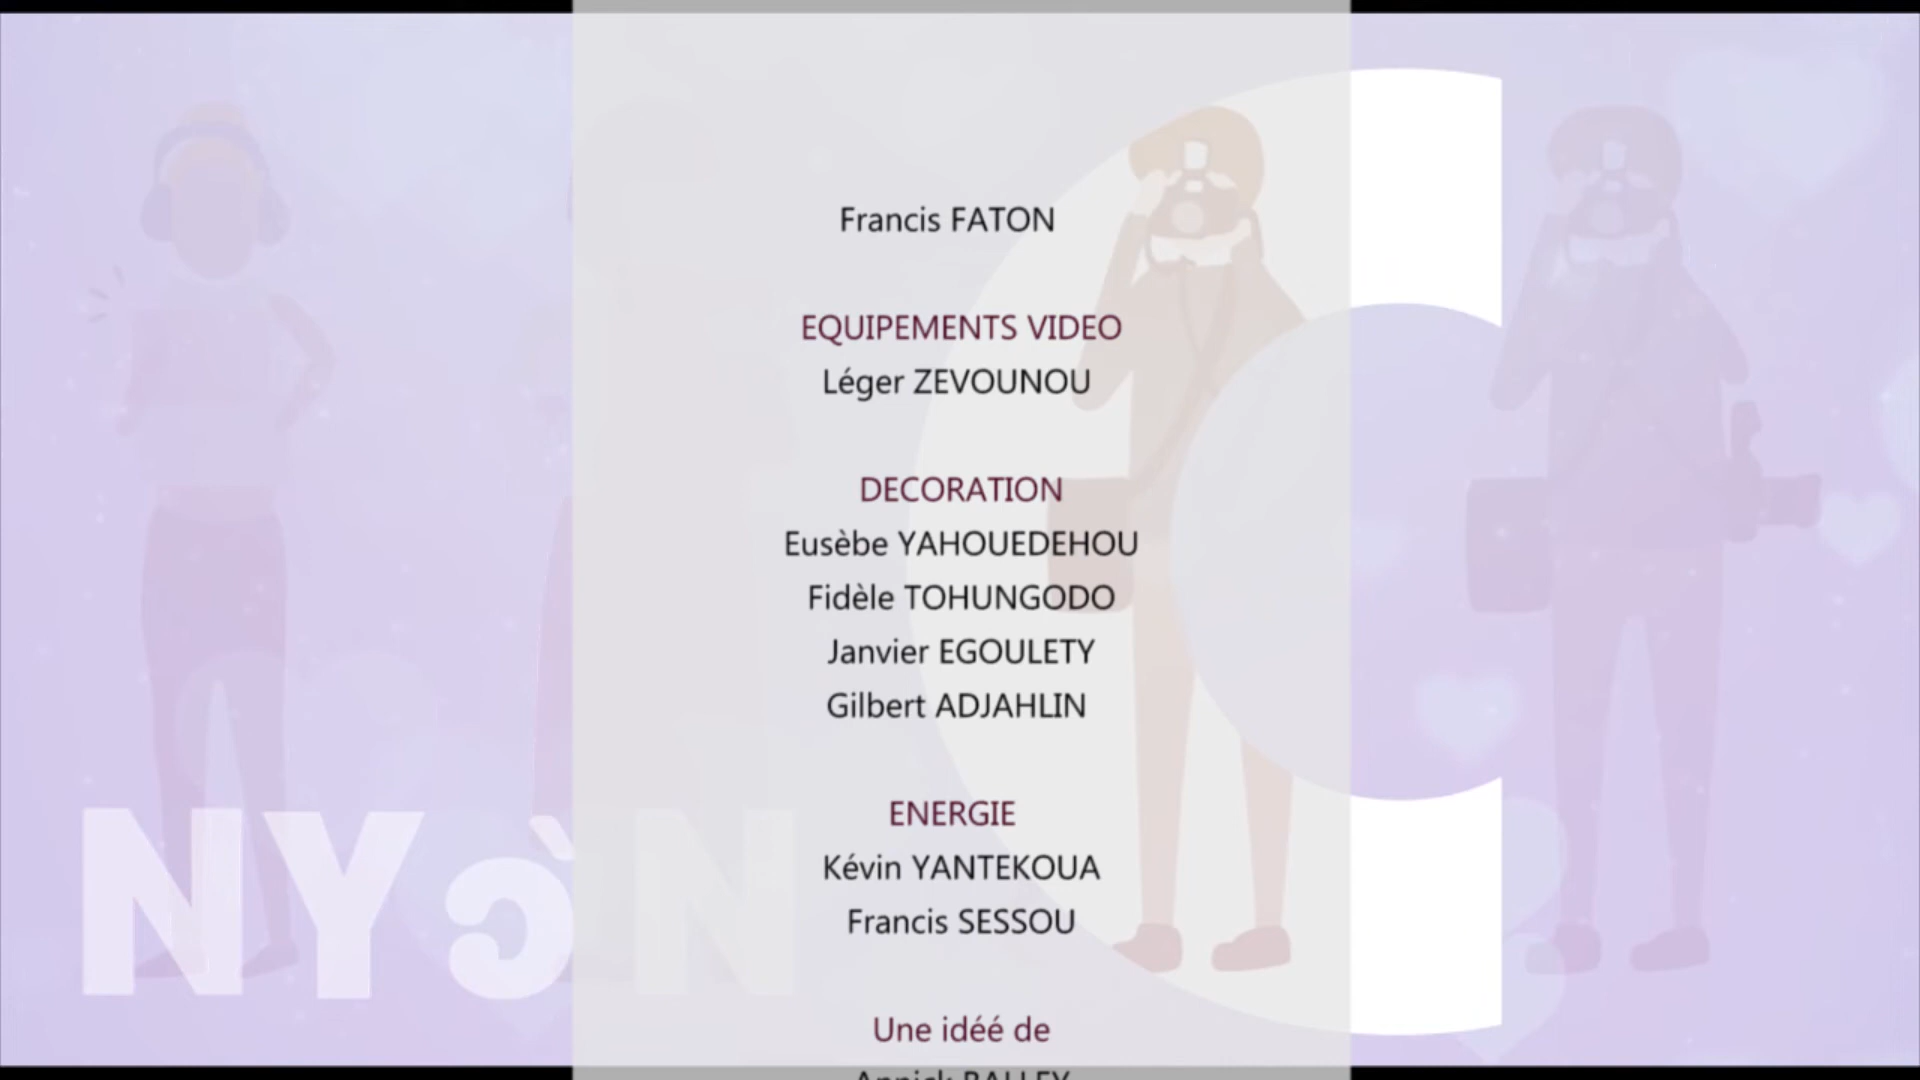 Francis FATON
EQUIPEMENTS VIDEO
Léger ZEVOUNOU
DECORATION
Eusèbe YAHOUEDEHOU
Fidèle TOHUNGODO
Janvier EGOULETY
Gilbert ADJAHLIN
ENERGIE
Kévin YANTEKOUA
Francis SESSOU
Une idéé de
NYƆ̀N